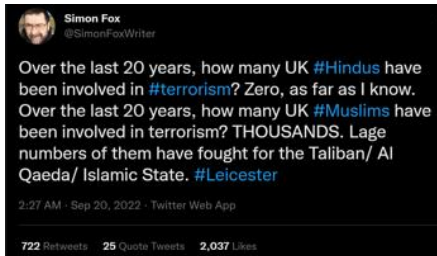 Simon Fox
@SimonFoxWriter
Over the last 20 years, how many UK #Hindus have
been involved in #terrorism? Zero, as far as I know.
Over the last 20 years, how many UK #Muslims have
been involved in terrorism? THOUSANDS. Lage
numbers of them have fought for the Taliban/ Al
Qaeda/ Islamic State. #Leicester
2:27 AM · Sep 20, 2022 · Twitter Web App
722 Retweets 25 Quote Tweets 2,037 Likes